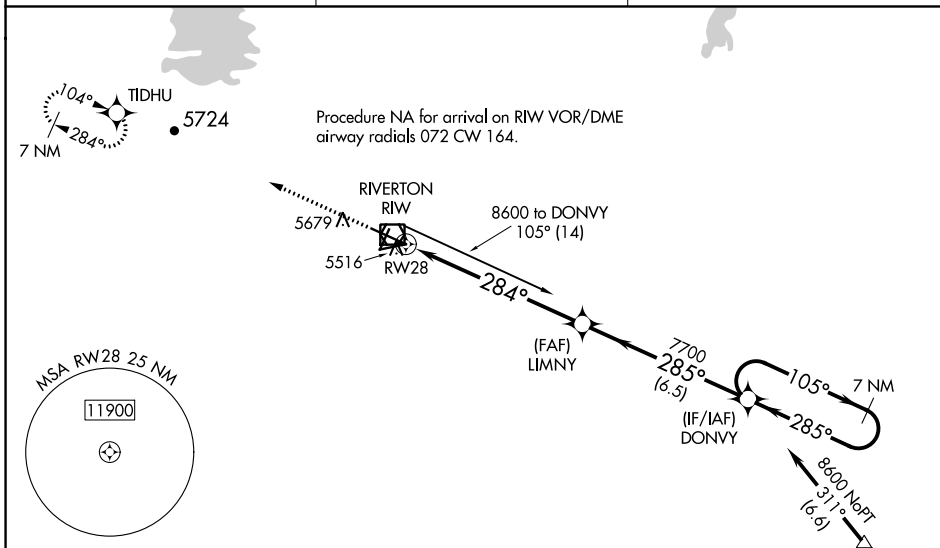 104°
TIDHU
5724
284°
7 NM
Procedure NA for arrival on RIW VOR/DME
airway radials 072 CW 164.
RIVERTON
RIW
5679
8600 to DONVY
105° (14)
5516
RW28
284°
(FAF)
LIMNY
7700
285°
(6.5)
105°
7 NM
(IF/IAF)
DONVY
285°
8600 NoPT
311°
(6.6)
MSA RW28 25 NM
11900